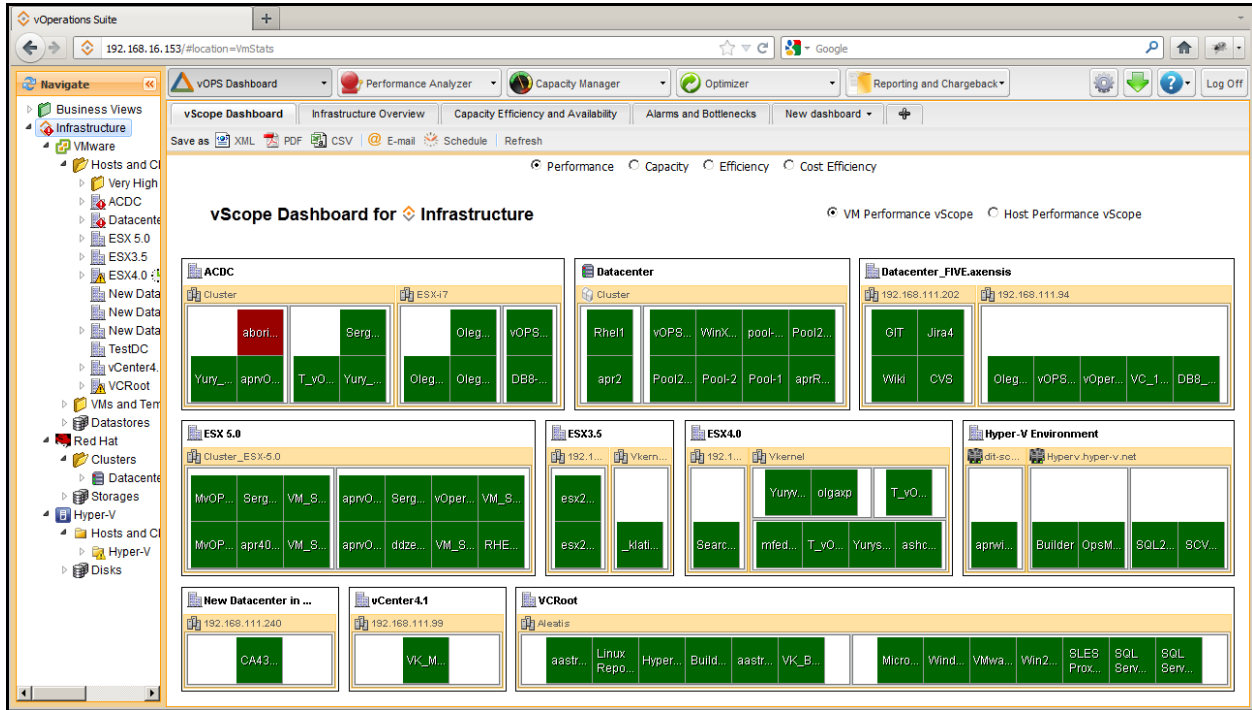 vOperations Suite
192.168.16.153/#location=VmStats
Google
Navigate
vOPS Dashboard
Performance Analyzer
Capacity Manager
Optimizer
Reporting and Chargeback
Log Off
Business Views
Infrastructure
VMware
Hosts and Cl
Very High
ACDC
Datacente
ESX 5.0
ESX3.5
ESX4.0
New Data
New Data
New Data
TestDC
vCenter4.
VCRoot
VMs and Tem
Datastores
Red Hat
Clusters
Datacente
Storages
Hyper-V
Hosts and Cl
Hyper-V
Disks
vScope Dashboard Infrastructure Overview Capacity Efficiency and Availability Alarms and Bottlenecks New dashboard
Save as XML PDF CSV @ E-mail Schedule Refresh
Performance Capacity Efficiency Cost Efficiency
vScope Dashboard for Infrastructure
VM Performance vScope Host Performance vScope
ACDC
Cluster ESX-i7
abori... Serg... Oleg... vOPS...
Yury_... aprvO... T_vO... Yury_... Oleg... Oleg... DB8-...
Datacenter
Cluster
Rhel1 vOPS... WinX... pool-... Pool2...
apr2 Pool2... Pool-2 Pool-1 aprR...
Datacenter_FIVE.axensis
192.168.111.202 192.168.111.94
GIT Jira4
Wiki CVS Oleg... vOPS... vOper... VC_1... DB8_...
ESX 5.0
Cluster_ESX-5.0
MvOP... Serg... VM_S... aprvO... Serg... vOper... VM_S...
MvOP... apr40... VM_S... aprvO... ddze... VM_S... RHE...
ESX3.5
192.1... Vkern...
esx2...
esx2... _klati...
ESX4.0
192.1... Vkernel
Yuryv... olgaxp T_vO...
Searc... mfed... T_vO... Yurys... ashc...
Hyper-V Environment
dit-sc... Hyperv.hyper-v.net
aprwi... Builder OpsM... SQL2... SCV...
New Datacenter in ...
192.168.111.240
CA43...
vCenter4.1
192.168.111.99
VK_M...
VCRoot
Aleatis
aastr... Linux Repo... Hyper... Build... aastr... VK_B... Micro... Wind... VMwa... Win2... SLES Prox... SQL Serv... SQL Serv...